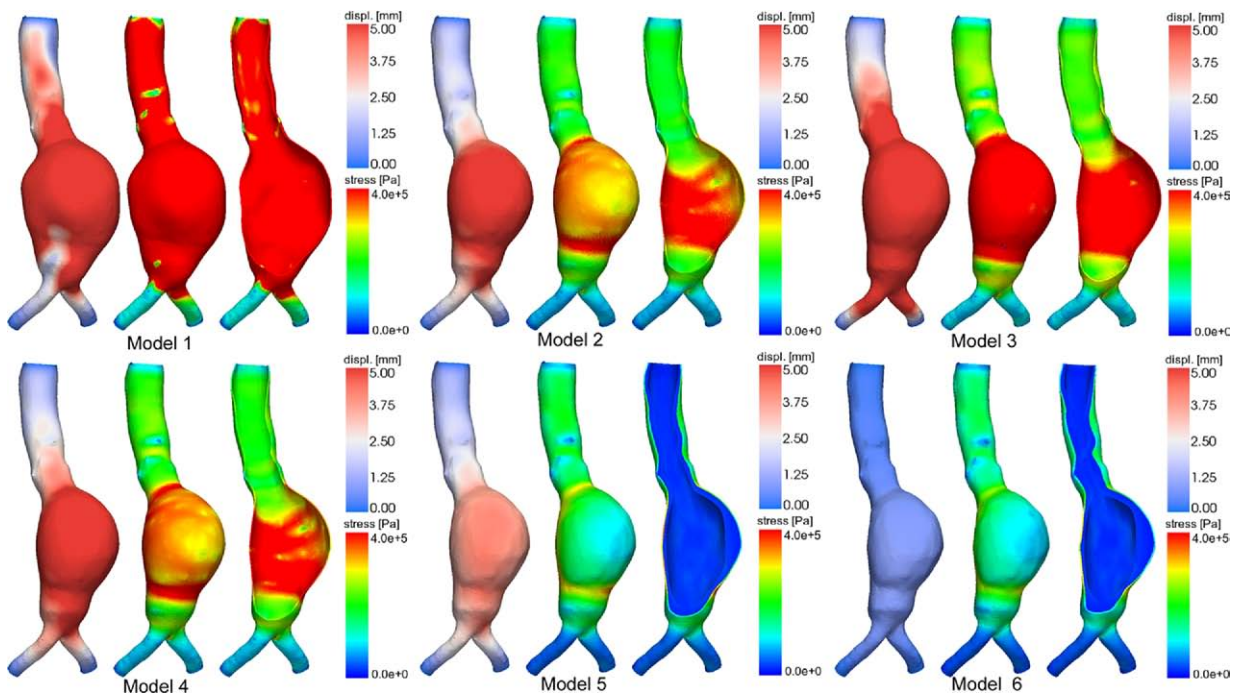 displ. [mm]
5.00
3.75
2.50
1.25
0.00
stress [Pa]
4.0e+5
0.0e+0
Model 1
displ. [mm]
5.00
3.75
2.50
1.25
0.00
stress [Pa]
4.0e+5
0.0e+0
Model 2
displ. [mm]
5.00
3.75
2.50
1.25
0.00
stress [Pa]
4.0e+5
0.0e+0
Model 3
displ. [mm]
5.00
3.75
2.50
1.25
0.00
stress [Pa]
4.0e+5
0.0e+0
Model 4
displ. [mm]
5.00
3.75
2.50
1.25
0.00
stress [Pa]
4.0e+5
0.0e+0
Model 5
displ. [mm]
5.00
3.75
2.50
1.25
0.00
stress [Pa]
4.0e+5
0.0e+0
Model 6